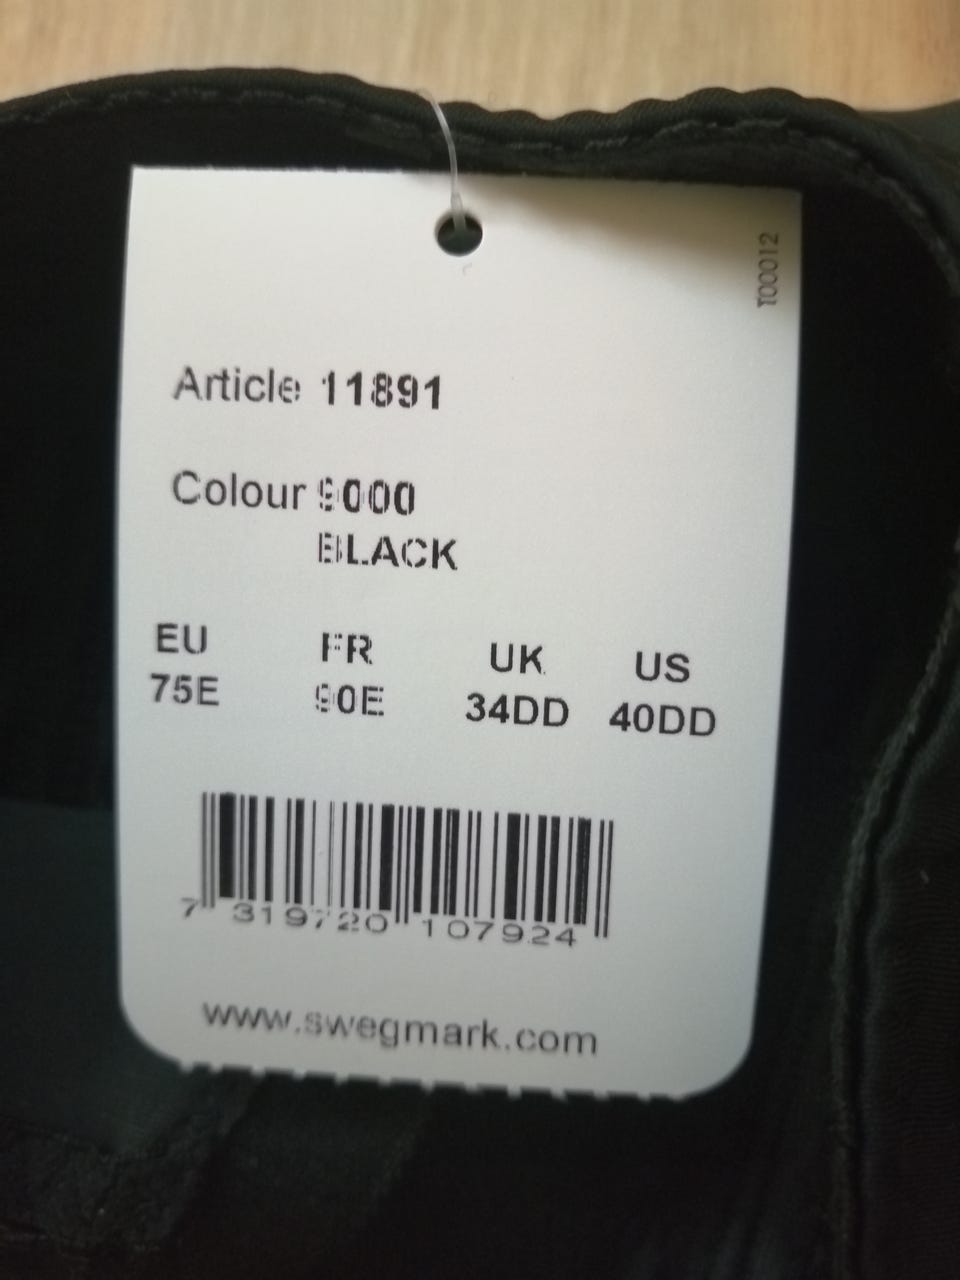 T00012
Article 11891
Colour 9000
BLACK
EU FR UK US
75E 90E 34DD 40DD
7 319720 107924
www.swegmark.com